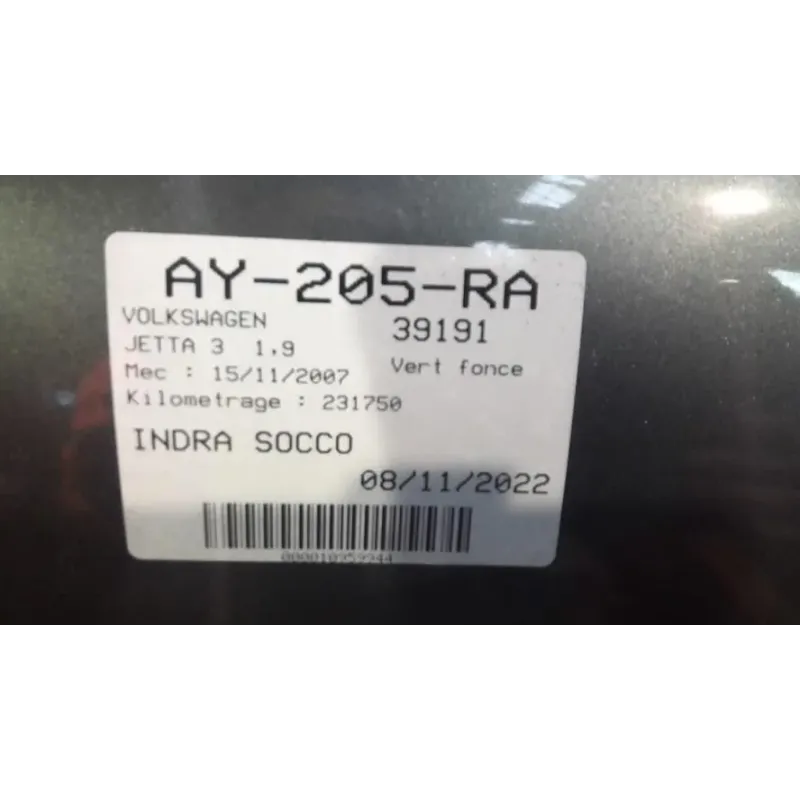 AY-205-RA
VOLKSWAGEN
39191
JETTA 3 1.9
Vert fonce
Mec : 15/11/2007
Kilometrage : 231750
INDRA SOCCO
08/11/2022
000010959944